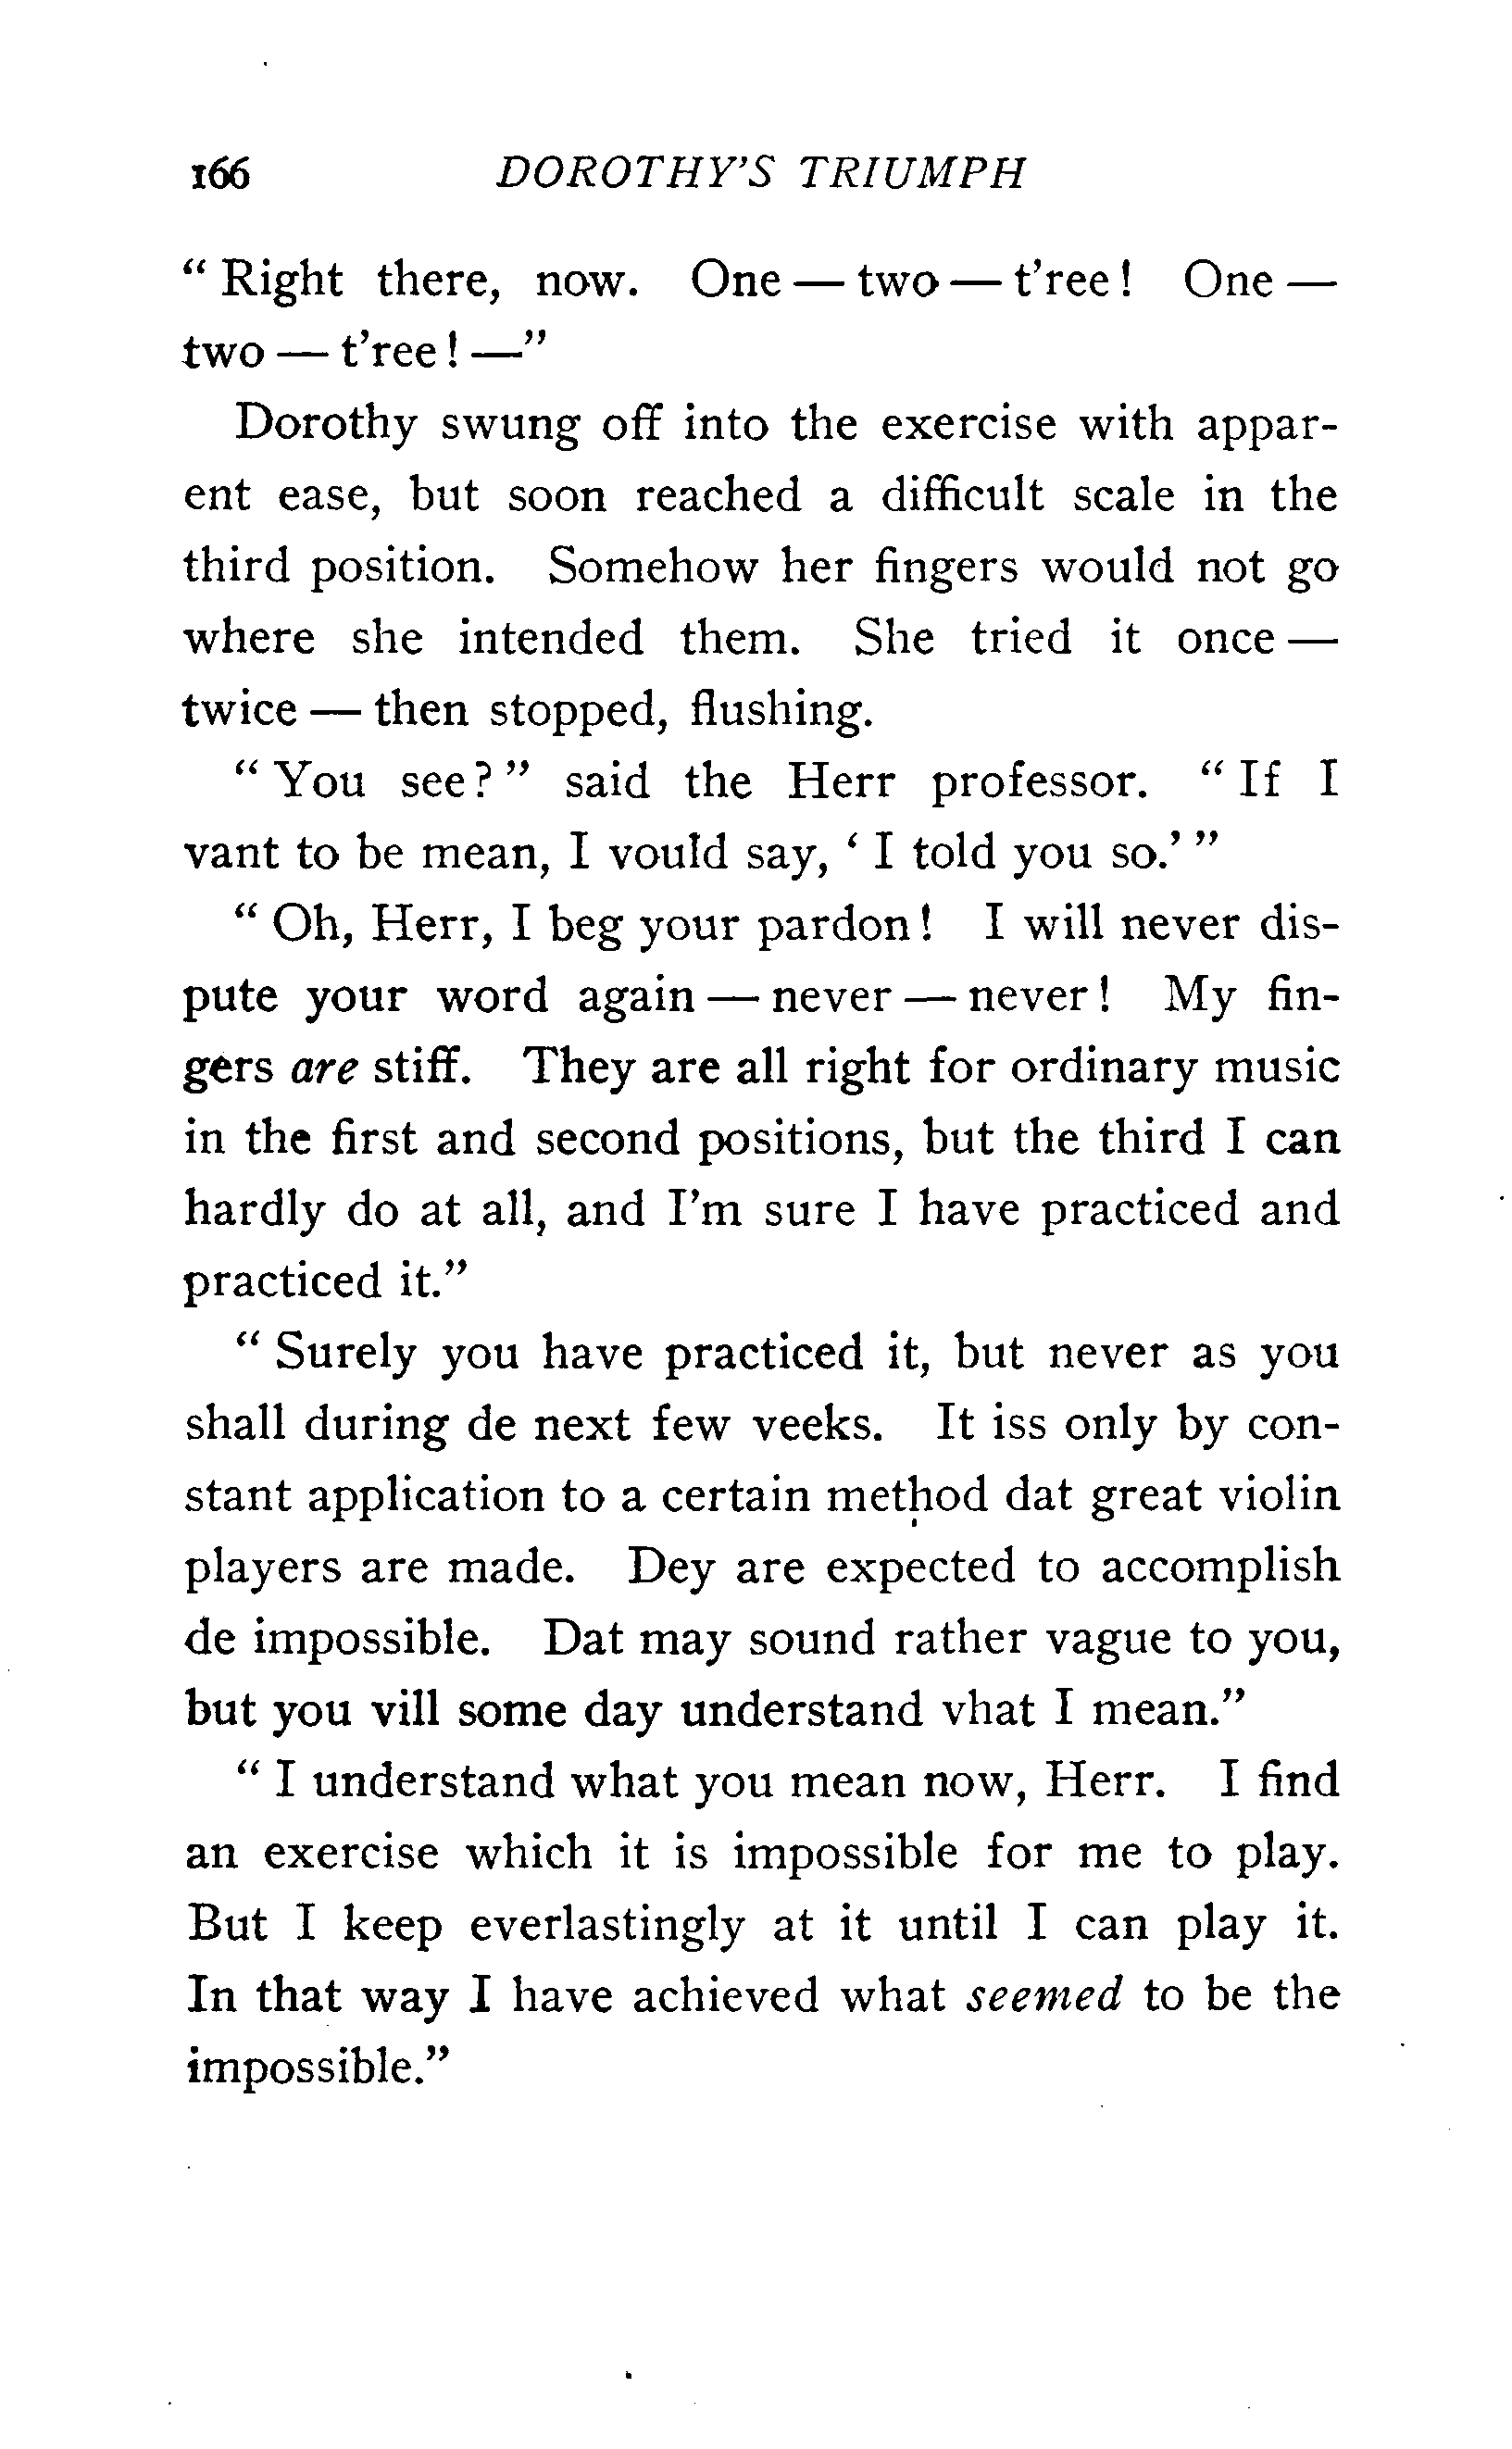 166 DOROTHY'S TRIUMPH
“ Right there, now. One — two — t'ree ! One —
two — t'ree ! —”
Dorothy swung off into the exercise with appar-
ent ease, but soon reached a difficult scale in the
third position. Somehow her fingers would not go
where she intended them. She tried it once —
twice — then stopped, flushing.
“ You see ? ” said the Herr professor. “ If I
vant to be mean, I vould say, ‘ I told you so.’ ”
“ Oh, Herr, I beg your pardon ! I will never dis-
pute your word again — never — never ! My fin-
gers are stiff. They are all right for ordinary music
in the first and second positions, but the third I can
hardly do at all, and I'm sure I have practiced and
practiced it.”
“ Surely you have practiced it, but never as you
shall during de next few veeks. It iss only by con-
stant application to a certain method dat great violin
players are made. Dey are expected to accomplish
de impossible. Dat may sound rather vague to you,
but you vill some day understand vhat I mean.”
“ I understand what you mean now, Herr. I find
an exercise which it is impossible for me to play.
But I keep everlastingly at it until I can play it.
In that way I have achieved what seemed to be the
impossible.”